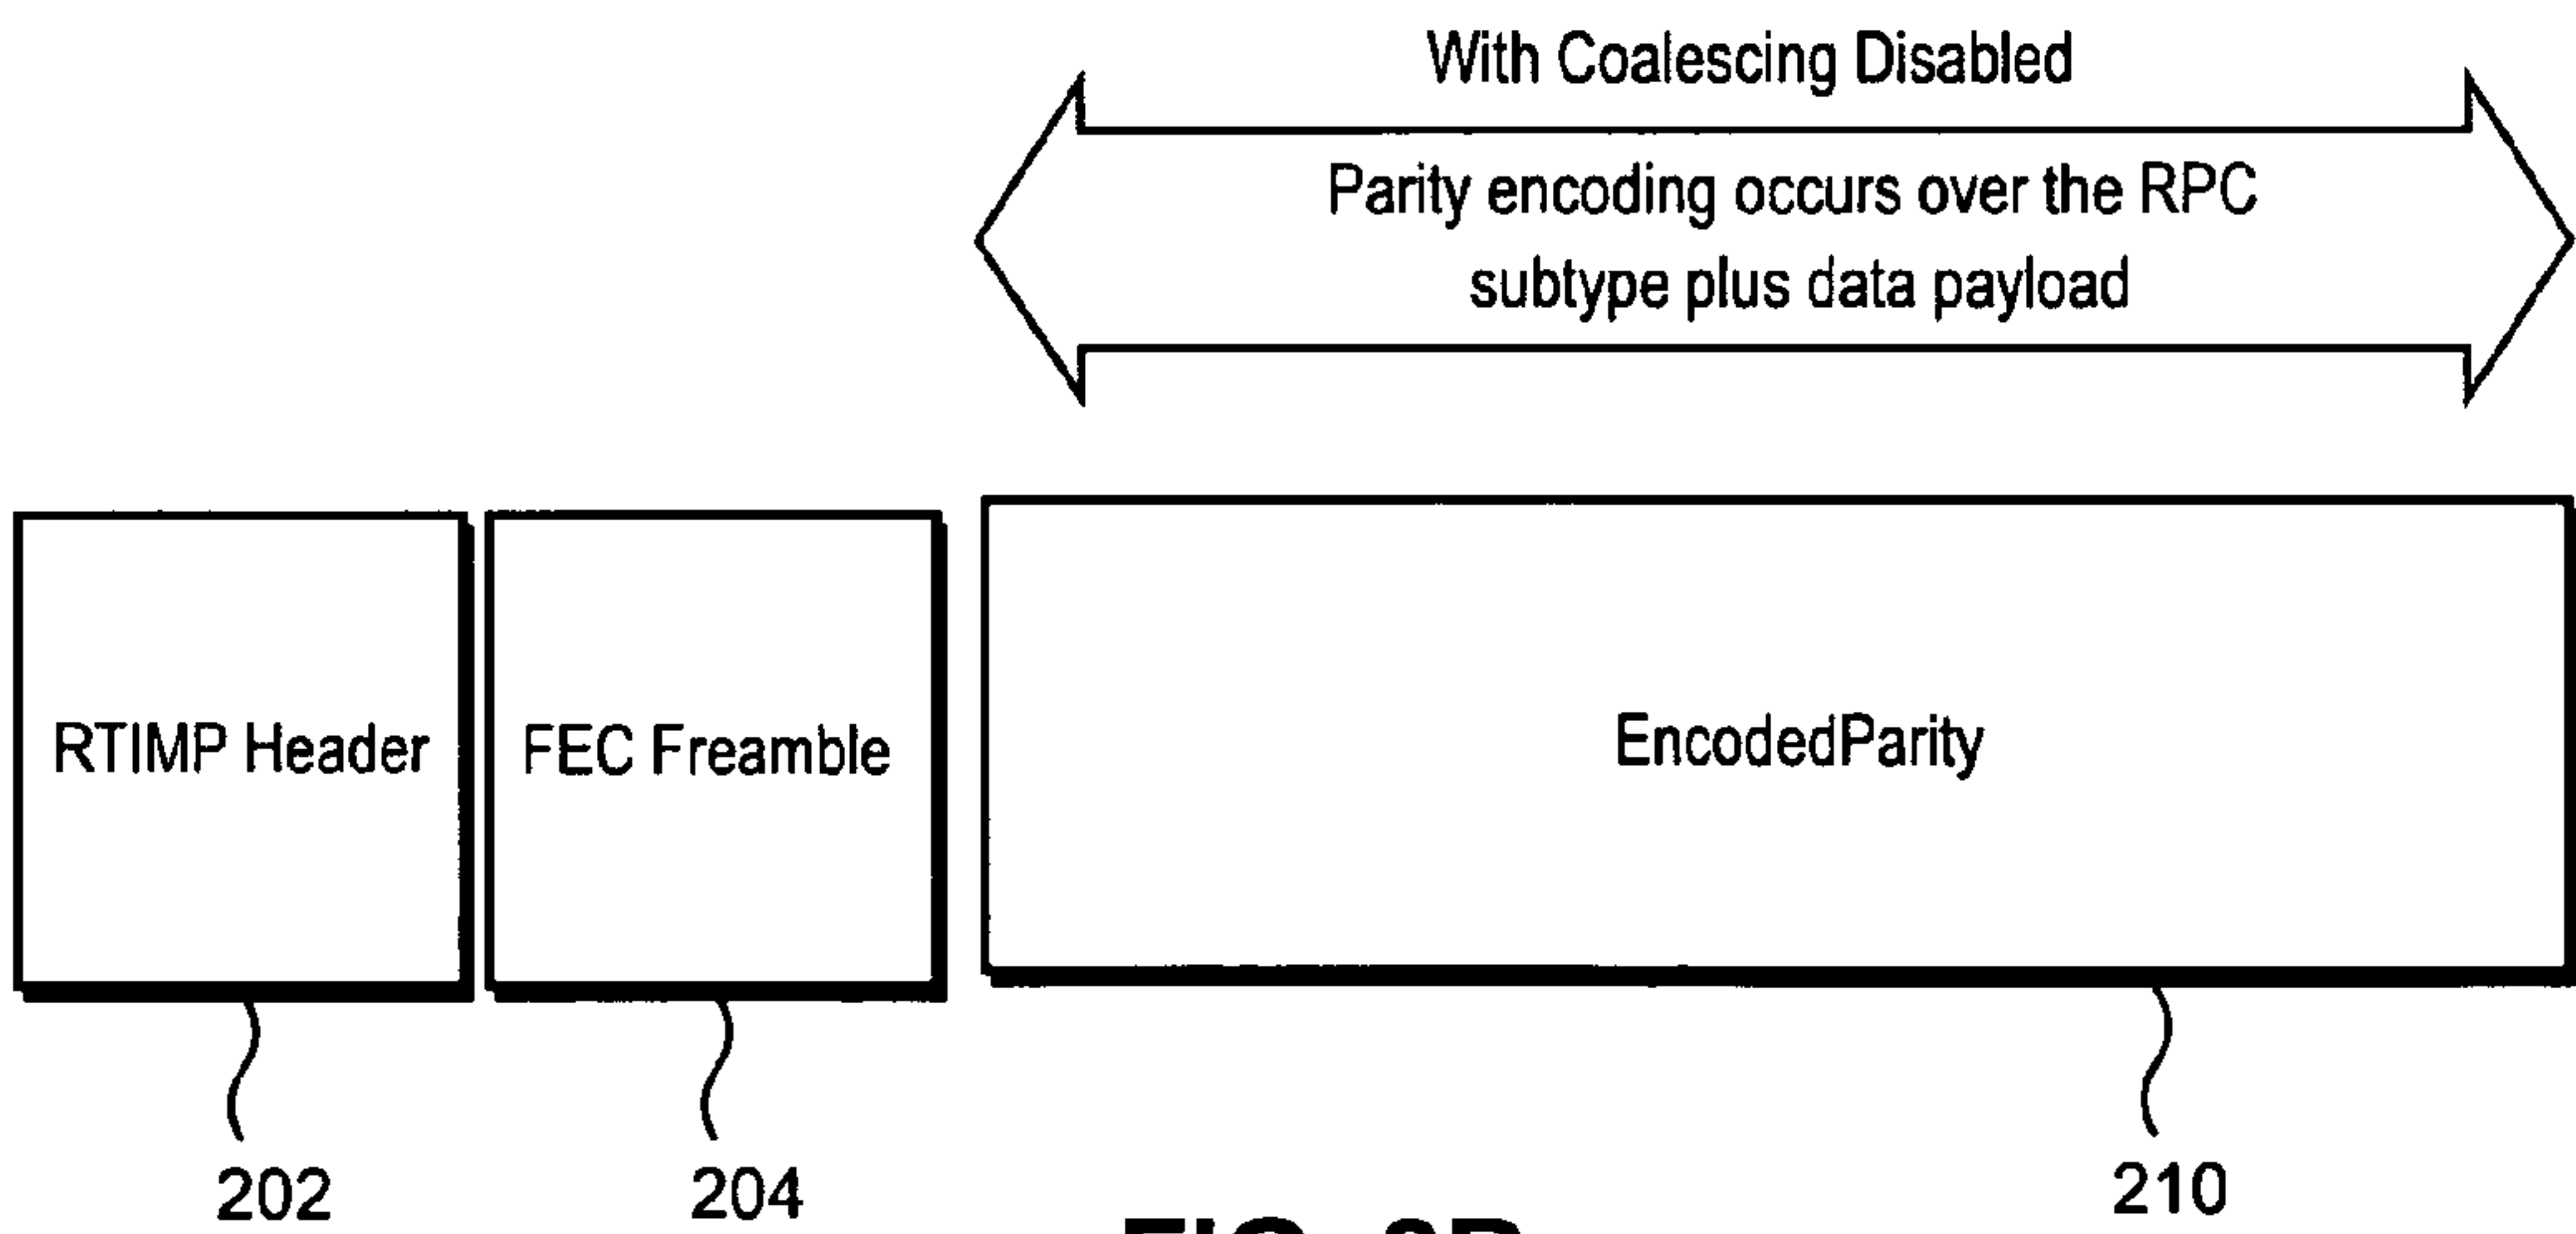 With Coalescing Disabled
Parity encoding occurs over the RPC
subtype plus data payload
RTIMP Header
FEC Freamble
EncodedParity
202
204
210